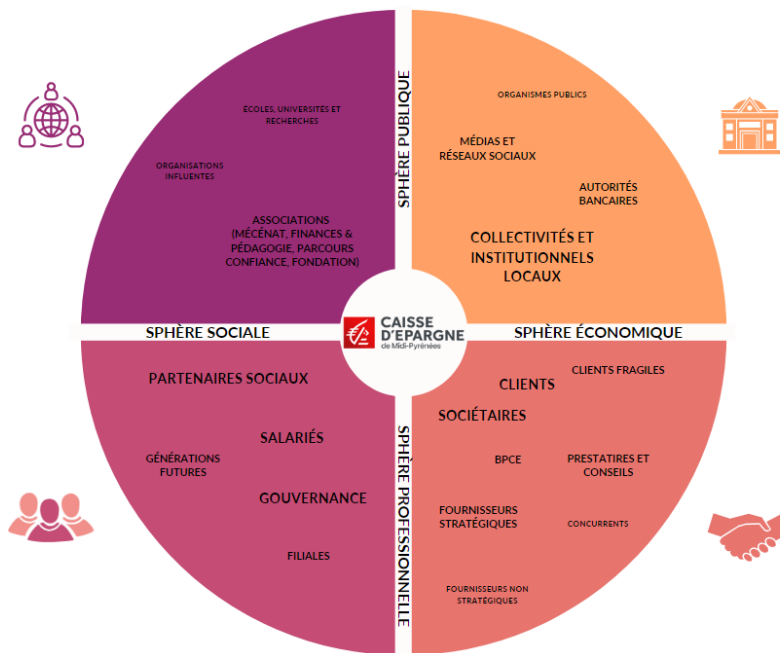 SPHÈRE PUBLIQUE
ÉCOLES, UNIVERSITÉS ET
RECHERCHES
ORGANISATIONS
INFLUENTES
ASSOCIATIONS
(MÉCÉNAT, FINANCES &
PÉDAGOGIE, PARCOURS
CONFIANCE, FONDATION)
ORGANISMES PUBLICS
MÉDIAS ET
RÉSEAUX SOCIAUX
AUTORITÉS
BANCAIRES
COLLECTIVITÉS ET
INSTITUTIONNELS
LOCAUX
SPHÈRE SOCIALE
CAISSE
D'EPARGNE
de Midi-Pyrénées
SPHÈRE ÉCONOMIQUE
PARTENAIRES SOCIAUX
SALARIÉS
GÉNÉRATIONS
FUTURES
GOUVERNANCE
FILIALES
SPHÈRE PROFESSIONNELLE
CLIENTS FRAGILES
CLIENTS
SOCIÉTAIRES
BPCE
PRESTATIRES ET
CONSEILS
FOURNISSEURS
STRATÉGIQUES
CONCURRENTS
FOURNISSEURS NON
STRATÉGIQUES